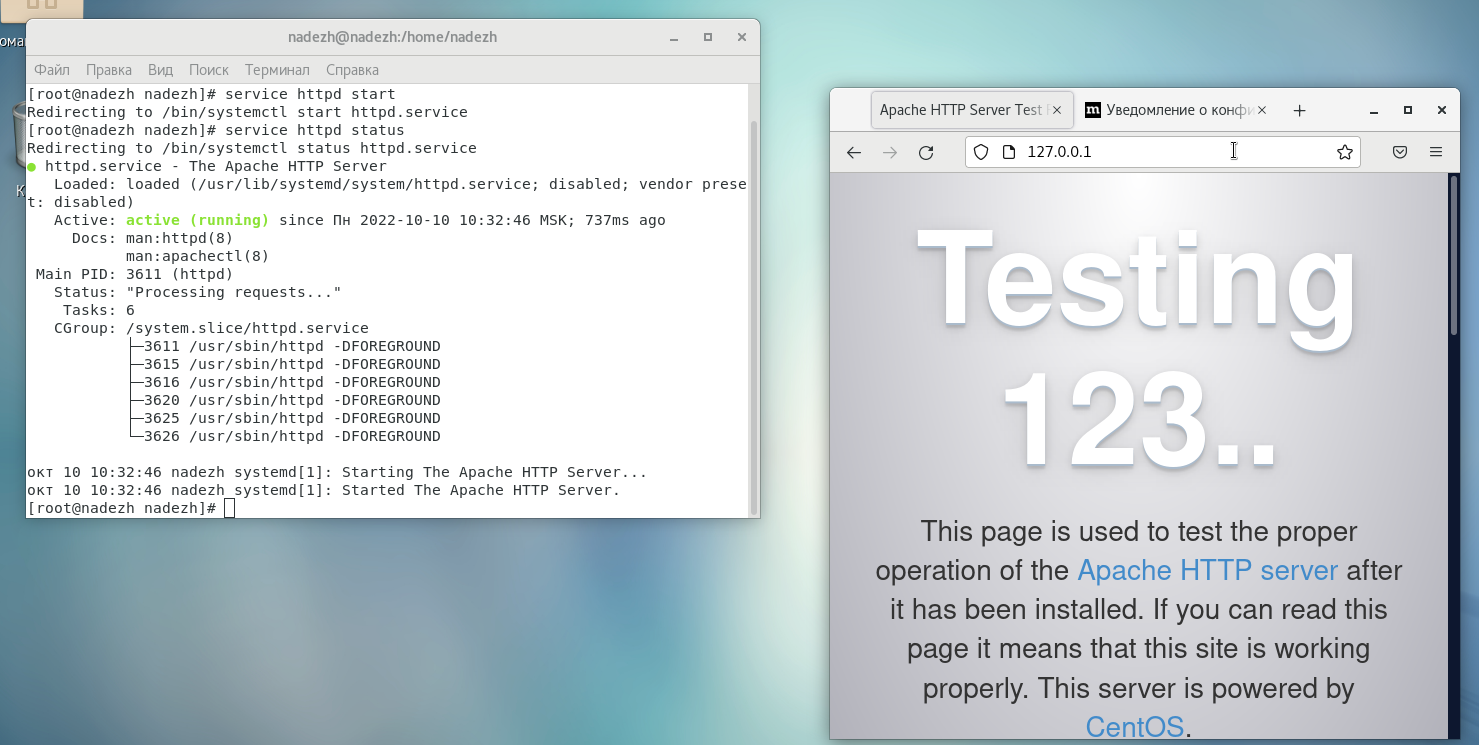 nadezh@nadezh:/home/nadezh
Файл Правка Вид Поиск Терминал Справка
[root@nadezh nadezh]# service httpd start
Redirecting to /bin/systemctl start httpd.service
[root@nadezh nadezh]# service httpd status
Redirecting to /bin/systemctl status httpd.service
● httpd.service - The Apache HTTP Server
Loaded: loaded (/usr/lib/systemd/system/httpd.service; disabled; vendor prese
t: disabled)
Active: active (running) since Пн 2022-10-10 10:32:46 MSK; 737ms ago
Docs: man:httpd(8)
man:apachectl(8)
Main PID: 3611 (httpd)
Status: "Processing requests..."
Tasks: 6
CGroup: /system.slice/httpd.service
├─3611 /usr/sbin/httpd -DFOREGROUND
├─3615 /usr/sbin/httpd -DFOREGROUND
├─3616 /usr/sbin/httpd -DFOREGROUND
├─3620 /usr/sbin/httpd -DFOREGROUND
├─3625 /usr/sbin/httpd -DFOREGROUND
└─3626 /usr/sbin/httpd -DFOREGROUND
окт 10 10:32:46 nadezh systemd[1]: Starting The Apache HTTP Server...
окт 10 10:32:46 nadezh systemd[1]: Started The Apache HTTP Server.
[root@nadezh nadezh]#
Apache HTTP Server Test
m Уведомление о конфи
127.0.0.1
Testing
123..
This page is used to test the proper
operation of the Apache HTTP server after
it has been installed. If you can read this
page it means that this site is working
properly. This server is powered by
CentOS.